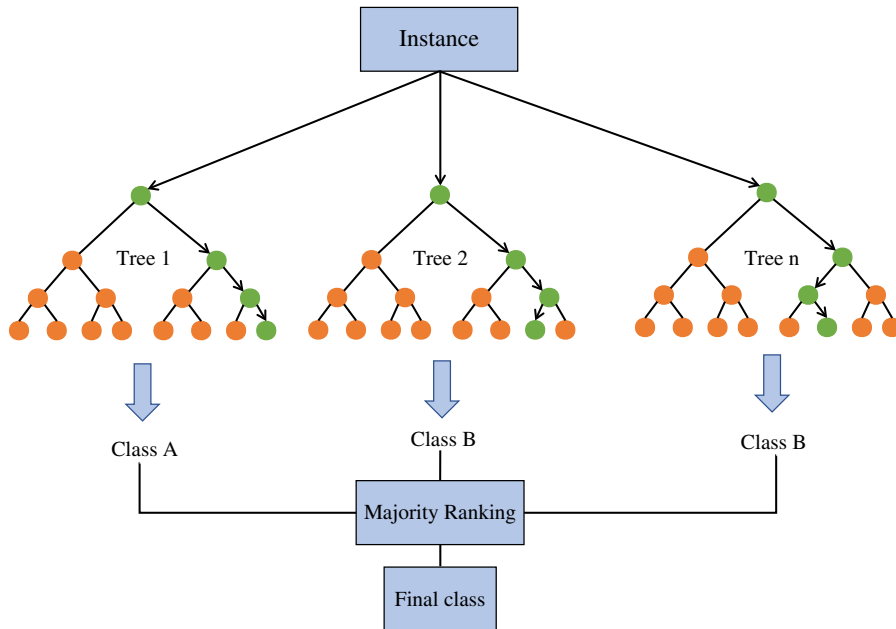 Instance
Tree 1
Tree 2
Tree n
Class A
Class B
Class B
Majority Ranking
Final class